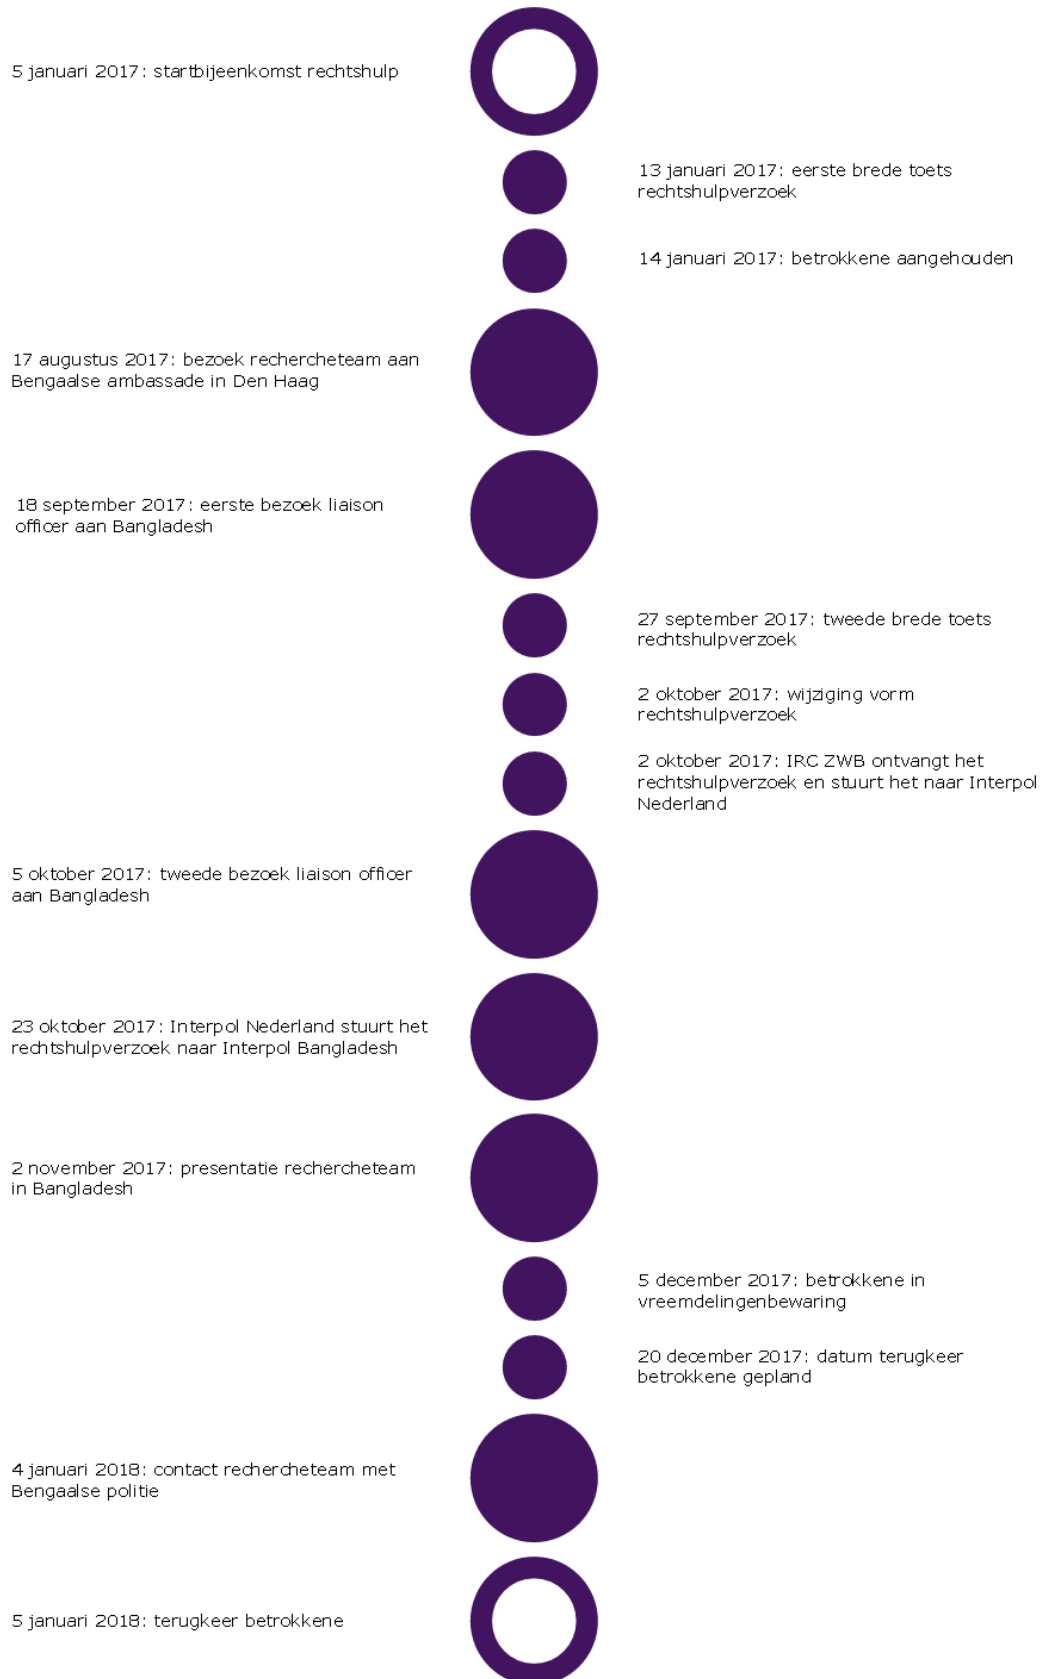 5 januari 2017: startbijeenkomst rechtshulp
13 januari 2017: eerste brede toets
rechtshulpverzoek
14 januari 2017: betrokkene aangehouden
17 augustus 2017: bezoek rechercheteam aan
Bengaalse ambassade in Den Haag
18 september 2017: eerste bezoek liaison
officer aan Bangladesh
27 september 2017: tweede brede toets
rechtshulpverzoek
2 oktober 2017: wijziging vorm
rechtshulpverzoek
2 oktober 2017: IRC ZWB ontvangt het
rechtshulpverzoek en stuurt het naar Interpol
Nederland
5 oktober 2017: tweede bezoek liaison officer
aan Bangladesh
23 oktober 2017: Interpol Nederland stuurt het
rechtshulpverzoek naar Interpol Bangladesh
2 november 2017: presentatie rechercheteam
in Bangladesh
5 december 2017: betrokkene in
vreemdelingenbewaring
20 december 2017: datum terugkeer
betrokkene gepland
4 januari 2018: contact rechercheteam met
Bengaalse politie
5 januari 2018: terugkeer betrokkene